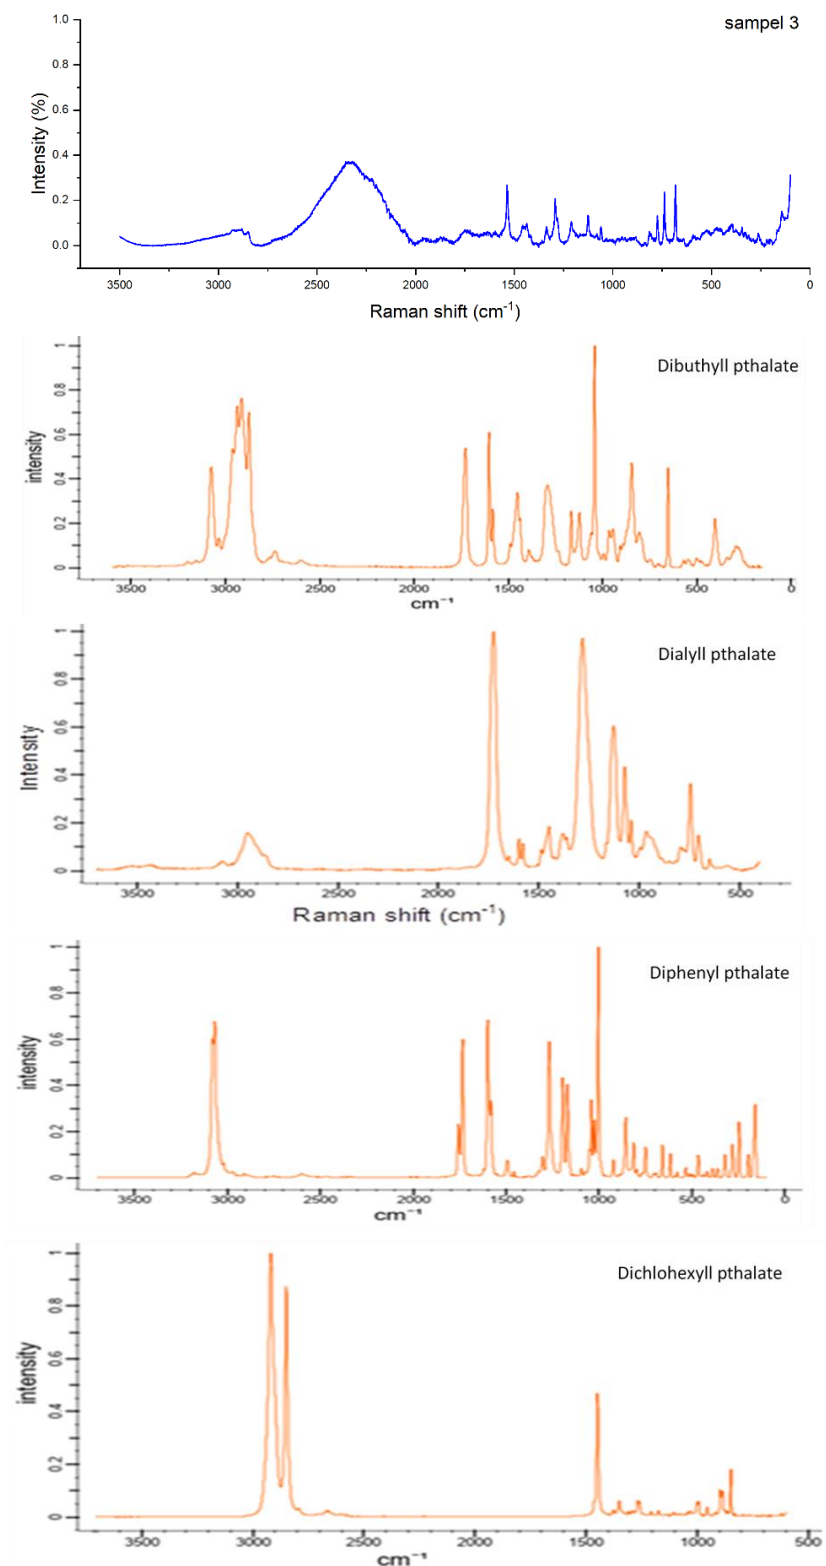 sampel 3
1.0
0.8
0.6
0.4
0.2
0.0
Intensity (%)
3500 3000 2500 2000 1500 1000 500 0
Raman shift (cm⁻¹)
Dibuthyll pthalate
1
0.8
0.6
0.4
0.2
0
intensity
3500 3000 2500 2000 1500 1000 500 0
cm⁻¹
Dialyll pthalate
1
0.8
0.6
0.4
0.2
0
Intensity
3500 3000 2500 2000 1500 1000 500
Raman shift (cm⁻¹)
Diphenyl pthalate
1
0.8
0.6
0.4
0.2
0
intensity
3500 3000 2500 2000 1500 1000 500 0
cm⁻¹
Dichlohexyll pthalate
1
0.8
0.6
0.4
0.2
0
intensity
3500 3000 2500 2000 1500 1000 500
cm⁻¹